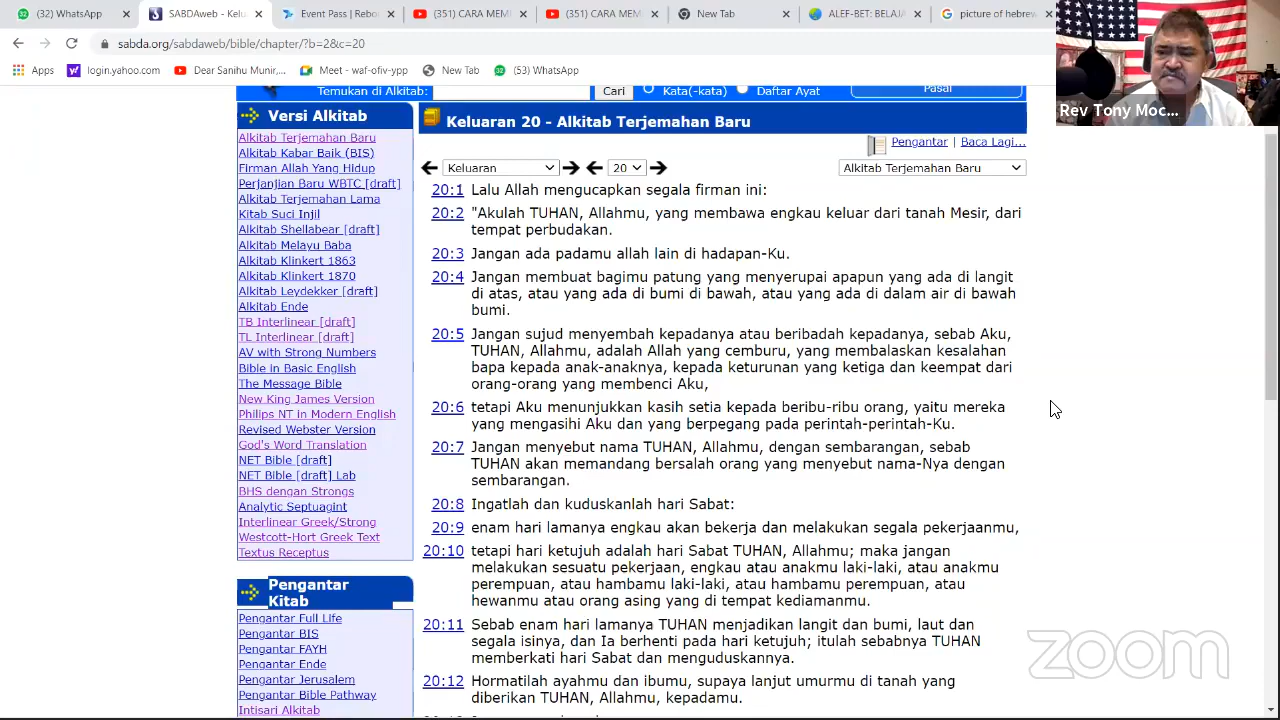 (32) WhatsApp
SABDAweb - Kelu
Event Pass | Rebo
(351) CARA MEM
(351) CARA MEM
New Tab
ALEF-BET: BELAJA
picture of hebrew
sabda.org/sabdaweb/bible/chapter/?b=2&c=20
Apps
login.yahoo.com
Dear Sanihu Munir,...
Meet - waf-ofiv-ypp
New Tab
(32) WhatsApp
Rev Tony Moc...
Temukan di Alkitab:
Cari
Kata(-kata)
Daftar Ayat
Pasal
Versi Alkitab
Alkitab Terjemahan Baru
Alkitab Kabar Baik (BIS)
Firman Allah Yang Hidup
Perjanjian Baru WBTC [draft]
Alkitab Terjemahan Lama
Kitab Suci Injil
Alkitab Shellabear [draft]
Alkitab Melayu Baba
Alkitab Klinkert 1863
Alkitab Klinkert 1870
Alkitab Leydekker [draft]
Alkitab Ende
TB Interlinear [draft]
TL Interlinear [draft]
AV with Strong Numbers
Bible in Basic English
The Message Bible
New King James Version
Philips NT in Modern English
Revised Webster Version
God's Word Translation
NET Bible [draft]
NET Bible [draft] Lab
BHS dengan Strongs
Analytic Septuagint
Interlinear Greek/Strong
Westcott-Hort Greek Text
Textus Receptus
Pengantar
Kitab
Pengantar Full Life
Pengantar BIS
Pengantar FAYH
Pengantar Ende
Pengantar Jerusalem
Pengantar Bible Pathway
Intisari Alkitab
Keluaran 20 - Alkitab Terjemahan Baru
Pengantar | Baca Lagi...
Keluaran
20
Alkitab Terjemahan Baru
20:1 Lalu Allah mengucapkan segala firman ini:
20:2 "Akulah TUHAN, Allahmu, yang membawa engkau keluar dari tanah Mesir, dari
tempat perbudakan.
20:3 Jangan ada padamu allah lain di hadapan-Ku.
20:4 Jangan membuat bagimu patung yang menyerupai apapun yang ada di langit
di atas, atau yang ada di bumi di bawah, atau yang ada di dalam air di bawah
bumi.
20:5 Jangan sujud menyembah kepadanya atau beribadah kepadanya, sebab Aku,
TUHAN, Allahmu, adalah Allah yang cemburu, yang membalaskan kesalahan
bapa kepada anak-anaknya, kepada keturunan yang ketiga dan keempat dari
orang-orang yang membenci Aku,
20:6 tetapi Aku menunjukkan kasih setia kepada beribu-ribu orang, yaitu mereka
yang mengasihi Aku dan yang berpegang pada perintah-perintah-Ku.
20:7 Jangan menyebut nama TUHAN, Allahmu, dengan sembarangan, sebab
TUHAN akan memandang bersalah orang yang menyebut nama-Nya dengan
sembarangan.
20:8 Ingatlah dan kuduskanlah hari Sabat:
20:9 enam hari lamanya engkau akan bekerja dan melakukan segala pekerjaanmu,
20:10 tetapi hari ketujuh adalah hari Sabat TUHAN, Allahmu; maka jangan
melakukan sesuatu pekerjaan, engkau atau anakmu laki-laki, atau anakmu
perempuan, atau hambamu laki-laki, atau hambamu perempuan, atau
hewanmu atau orang asing yang di tempat kediamanmu.
20:11 Sebab enam hari lamanya TUHAN menjadikan langit dan bumi, laut dan
segala isinya, dan Ia berhenti pada hari ketujuh; itulah sebabnya TUHAN
memberkati hari Sabat dan menguduskannya.
20:12 Hormatilah ayahmu dan ibumu, supaya lanjut umurmu di tanah yang
diberikan TUHAN, Allahmu, kepadamu.
zoom